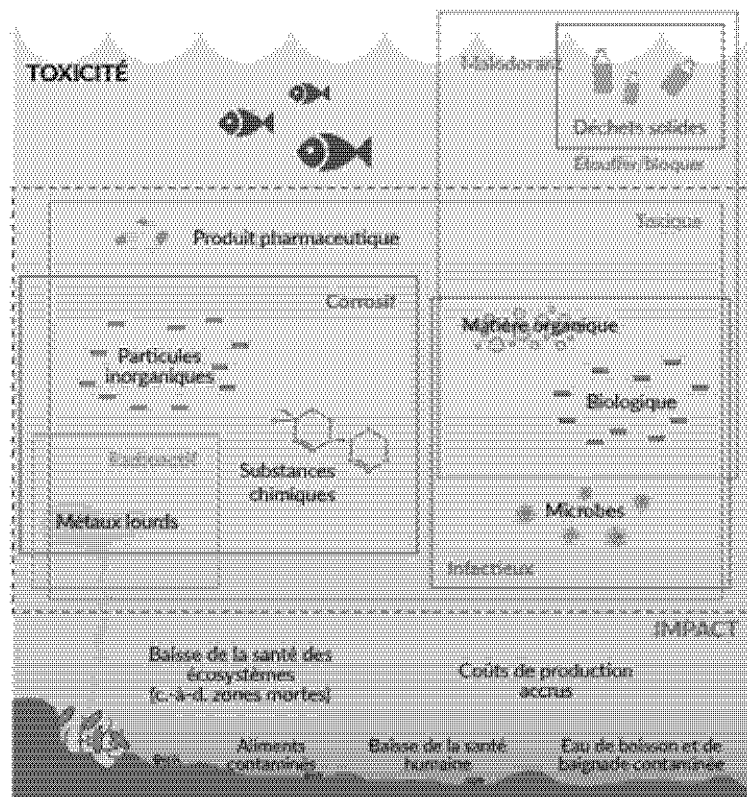 TOXICITÉ
Malodorant
Déchets solides
Étouffer/bloquer
Toxique
Produit pharmaceutique
Corrosif
Matière organique
Particules
inorganiques
Biologique
Radioactif
Substances
chimiques
Métaux lourds
Microbes
Infectieux
IMPACT
Baisse de la santé des
écosystèmes
(c.-à-d. zones mortes)
Coûts de production
accrus
Aliments
contaminés
Baisse de la santé
humaine
Eau de boisson et de
baignade contaminée